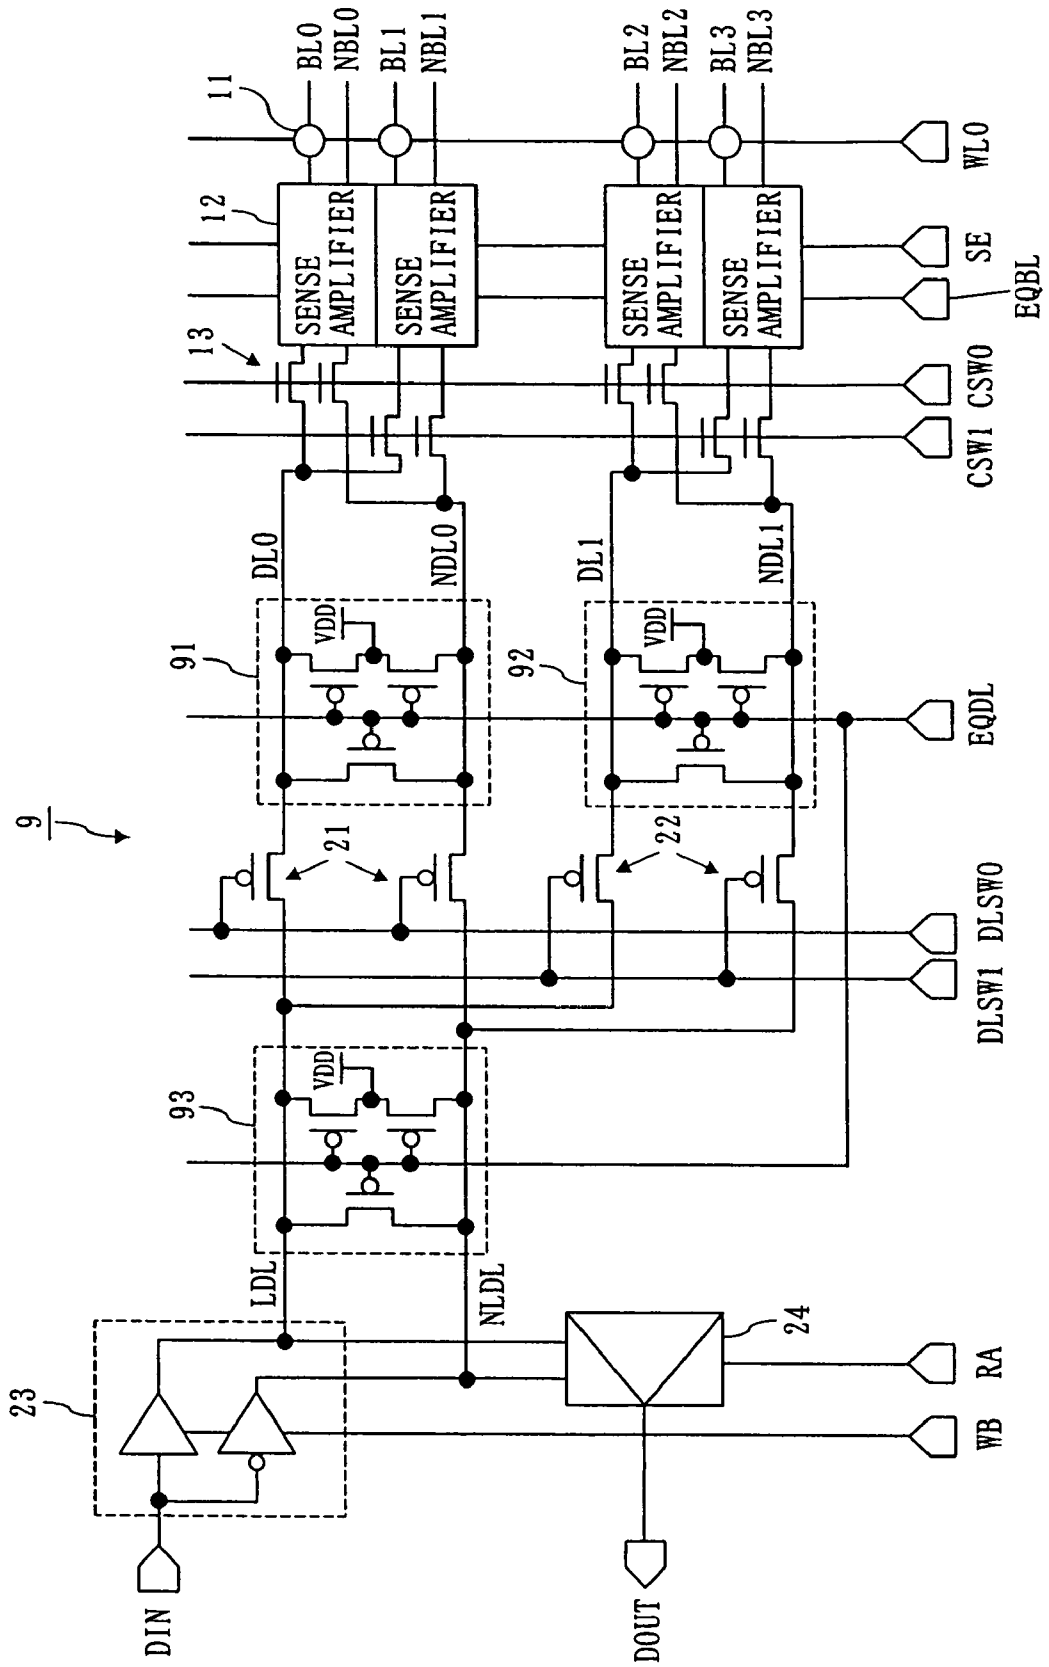 9
11
BL0
NBL0
BL1
NBL1
BL2
NBL2
BL3
NBL3
12
SENSE
AMPLIFIER
SENSE
AMPLIFIER
SENSE
AMPLIFIER
SENSE
AMPLIFIER
WL0
SE
EQBL
13
CSW0
CSW1
DL0
NDL0
DL1
NDL1
91
VDD
92
VDD
EQDL
21
22
DLSW0
DLSW1
93
VDD
LDL
NLDL
23
24
RA
WB
DIN
DOUT